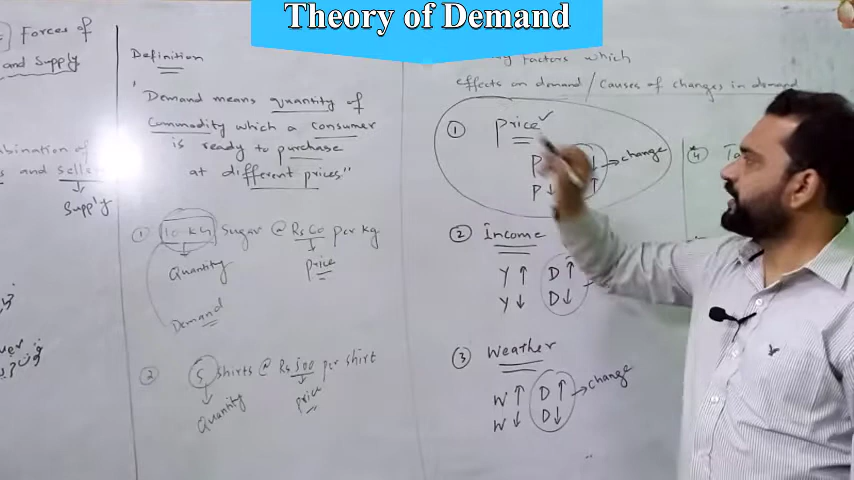 Theory of Demand
Forces of
and Supply
mbination of
and selle
Supply
Definition
"Demand means quantity of
Commodity which a consumer
is ready to purchase
at different prices"
① 10 KG Sugar @ Rs 60 per kg
Quantity
Price
Demand
② 5 Shirts @ Rs 500 per shirt
Quantity
price
factors which
effects on demand / Causes of changes in demand
① Price ✓
P ↓ → change
P ↓ ↑
② Income
Y ↑ D ↑
Y ↓ D ↓
③ Weather
W ↑ D ↑ → change
W ↓ D ↓
④ Ta